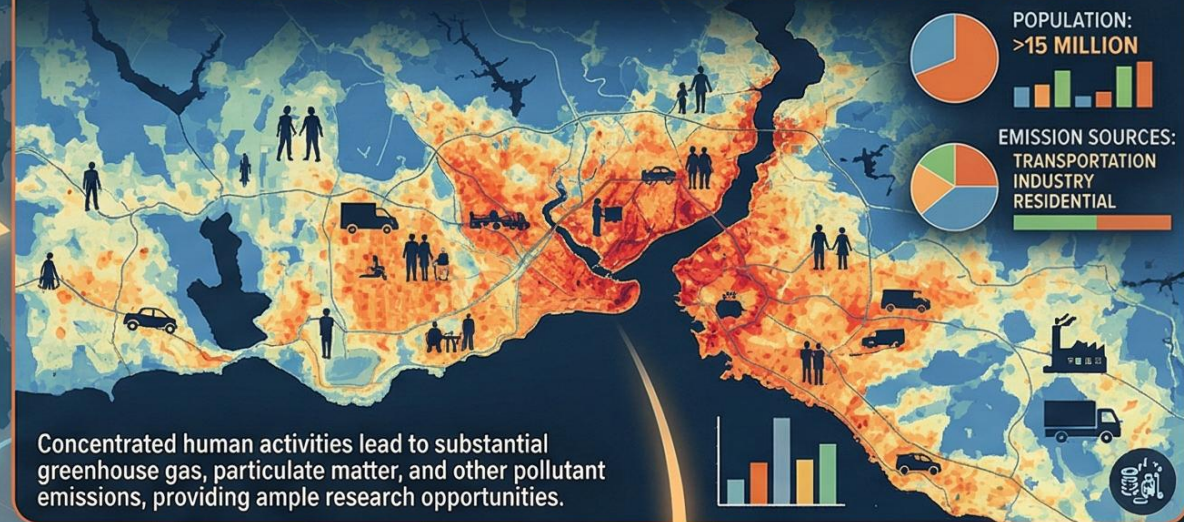 POPULATION:
>15 MILLION
EMISSION SOURCES:
TRANSPORTATION
INDUSTRY
RESIDENTIAL
Concentrated human activities lead to substantial
greenhouse gas, particulate matter, and other pollutant
emissions, providing ample research opportunities.